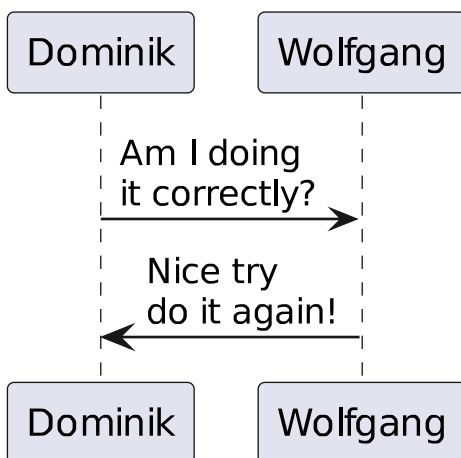 Dominik
Wolfgang
Am I doing
it correctly?
Nice try
do it again!
Dominik
Wolfgang